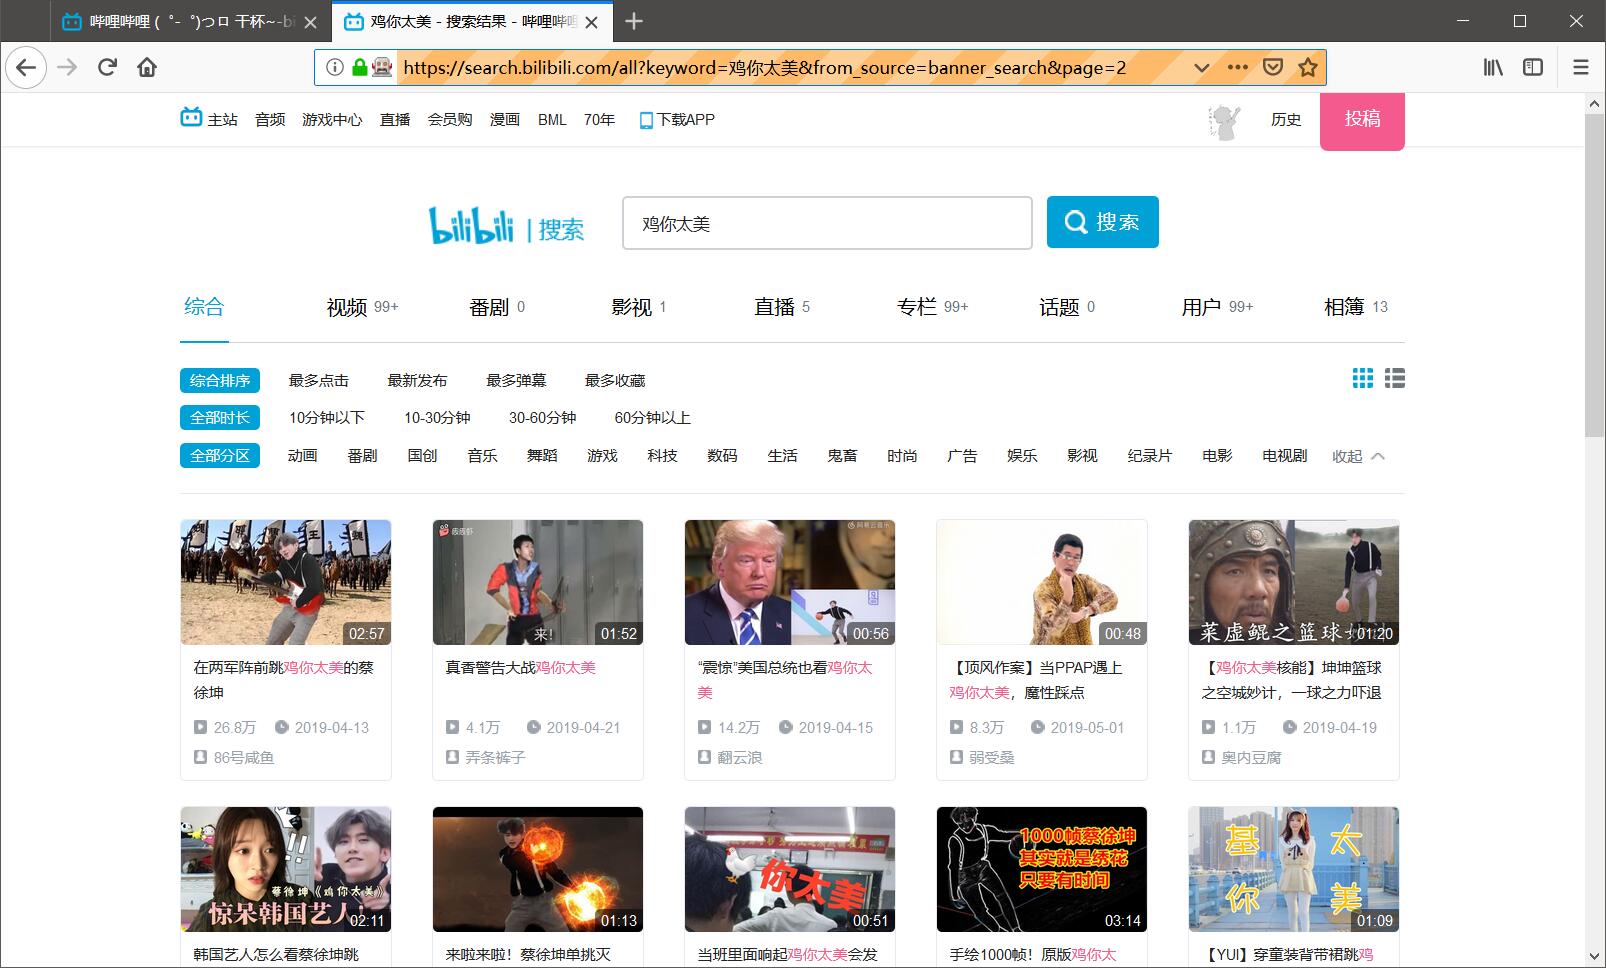 哔哩哔哩 (゜-゜)つロ 干杯~-bi
鸡你太美 - 搜索结果 - 哔哩哔哩
https://search.bilibili.com/all?keyword=鸡你太美&from_source=banner_search&page=2
主站 音频 游戏中心 直播 会员购 漫画 BML 70年 下载APP 历史 投稿
bilibili | 搜索 鸡你太美 搜索
综合 视频 99+ 番剧 0 影视 1 直播 5 专栏 99+ 话题 0 用户 99+ 相簿 13
综合排序 最多点击 最新发布 最多弹幕 最多收藏
全部时长 10分钟以下 10-30分钟 30-60分钟 60分钟以上
全部分区 动画 番剧 国创 音乐 舞蹈 游戏 科技 数码 生活 鬼畜 时尚 广告 娱乐 影视 纪录片 电影 电视剧 收起
02:57
在两军阵前跳鸡你太美的蔡
徐坤
26.8万 2019-04-13
86号咸鱼
来!
01:52
真香警告大战鸡你太美
4.1万 2019-04-21
弄条裤子
网易云音乐
00:56
“震惊”美国总统也看鸡你太
美
14.2万 2019-04-15
翻云浪
00:48
【顶风作案】当PPAP遇上
鸡你太美，魔性踩点
8.3万 2019-05-01
弱受桑
菜虚鲲之篮球
01:20
【鸡你太美核能】坤坤篮球
之空城妙计，一球之力吓退
1.1万 2019-04-19
奥内豆腐
!!
蔡徐坤《鸡你太美》
惊呆韩国艺人
02:11
韩国艺人怎么看蔡徐坤跳
01:13
来啦来啦！蔡徐坤单挑灭
你太美
00:51
当班里面响起鸡你太美会发
1000帧蔡徐坤
其实就是绣花
只要有时间
03:14
手绘1000帧！原版鸡你太
基 太
你 美
01:09
【YUI】穿童装背带裙跳鸡